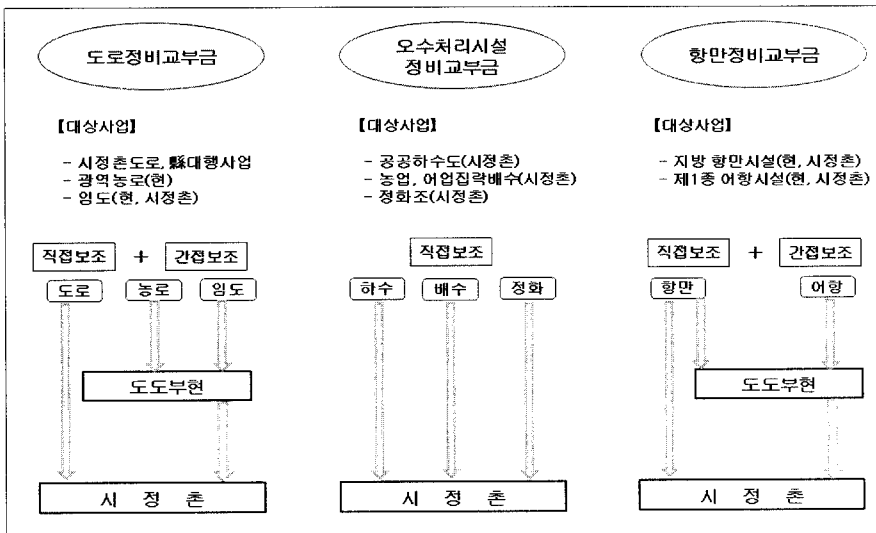 도로정비교부금
【대상사업】
- 시정촌도로, 縣대행사업
- 광역농로(현)
- 임도(현, 시정촌)
직접보조 + 간접보조
도로 농로 임도
도도부현
시 정 촌
오수처리시설
정비교부금
【대상사업】
- 공공하수도(시정촌)
- 농업, 어업집락배수(시정촌)
- 정화조(시정촌)
직접보조
하수 배수 정화
시 정 촌
항만정비교부금
【대상사업】
- 지방 항만시설(현, 시정촌)
- 제1종 어항시설(현, 시정촌)
직접보조 + 간접보조
항만 어항
도도부현
시 정 촌